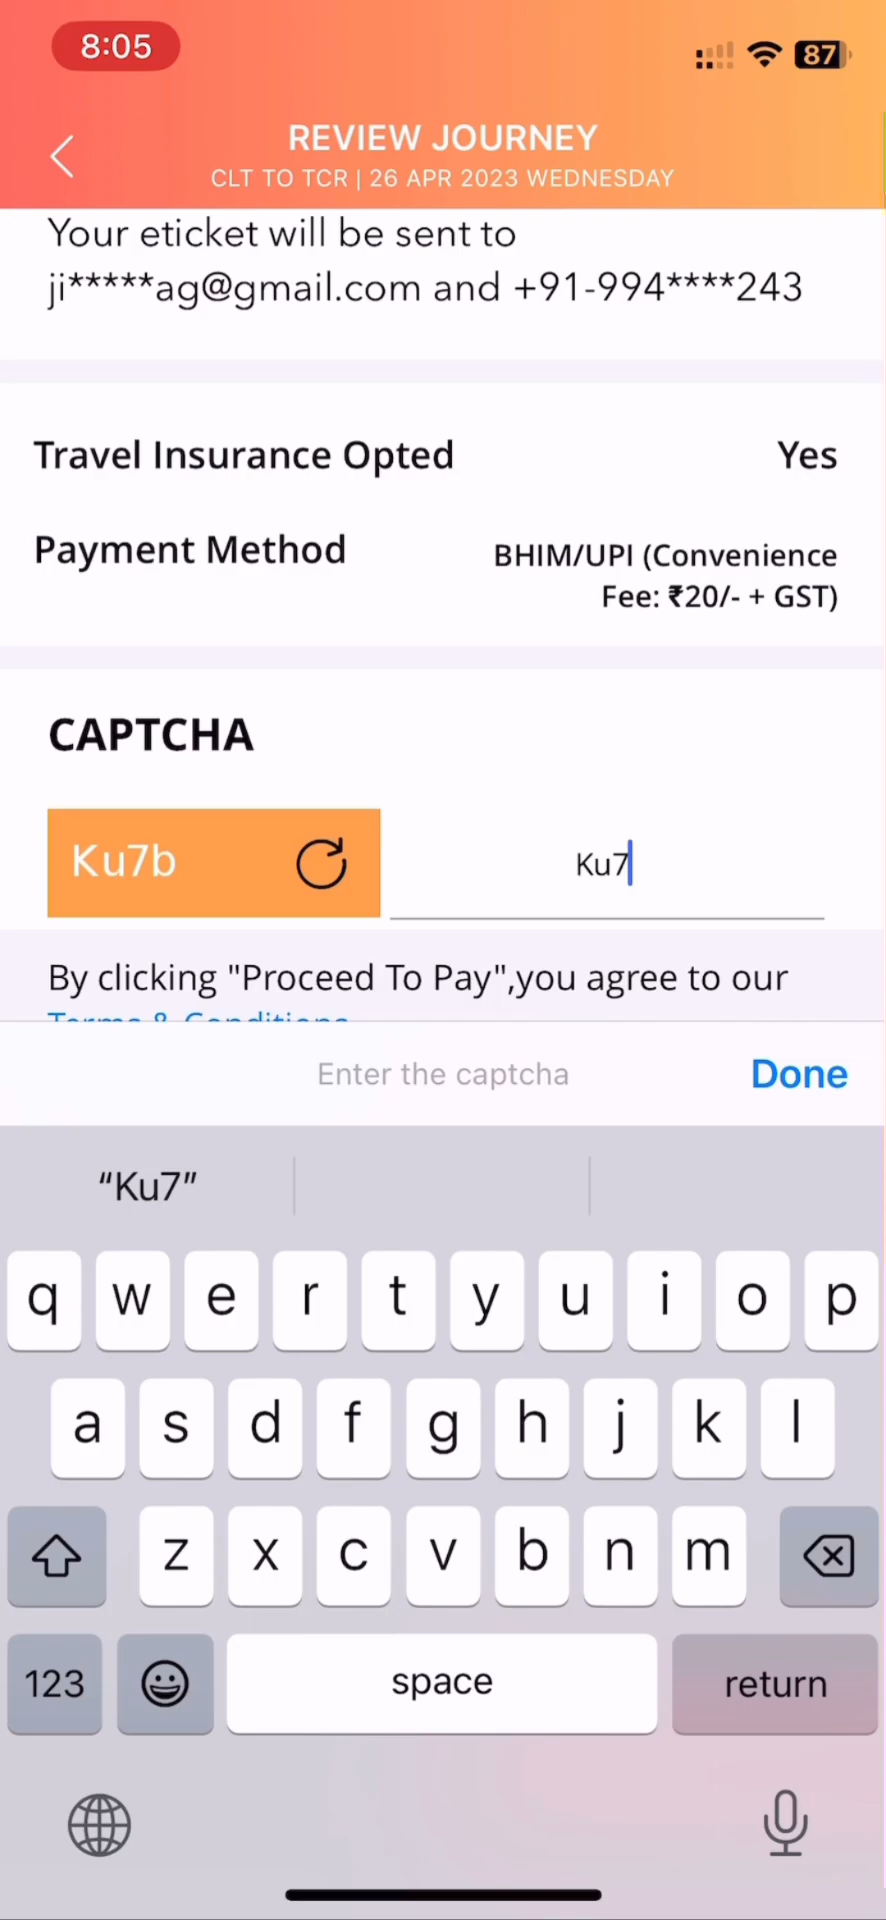 8:05
87
REVIEW JOURNEY
CLT TO TCR | 26 APR 2023 WEDNESDAY
Your eticket will be sent to
ji*****ag@gmail.com and +91-994****243
Travel Insurance Opted Yes
Payment Method BHIM/UPI (Convenience
Fee: ₹20/- + GST)
CAPTCHA
Ku7b Ku7
By clicking "Proceed To Pay",you agree to our
Terms & Conditions
Enter the captcha Done
“Ku7”
q w e r t y u i o p
a s d f g h j k l
z x c v b n m
123 space return